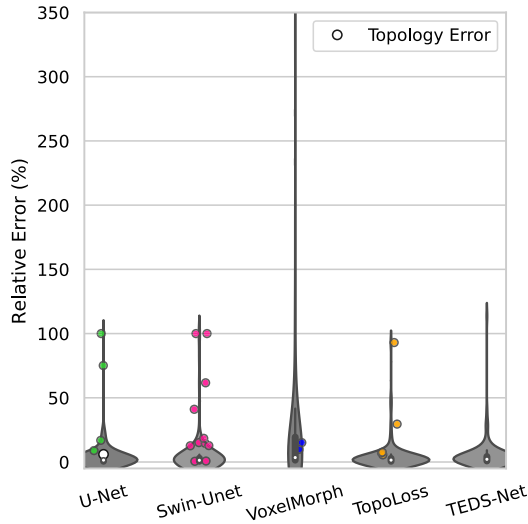 350
Topology Error
300
250
200
150
100
50
0
Relative Error (%)
U-Net
Swin-Unet
VoxelMorph
TopoLoss
TEDS-Net